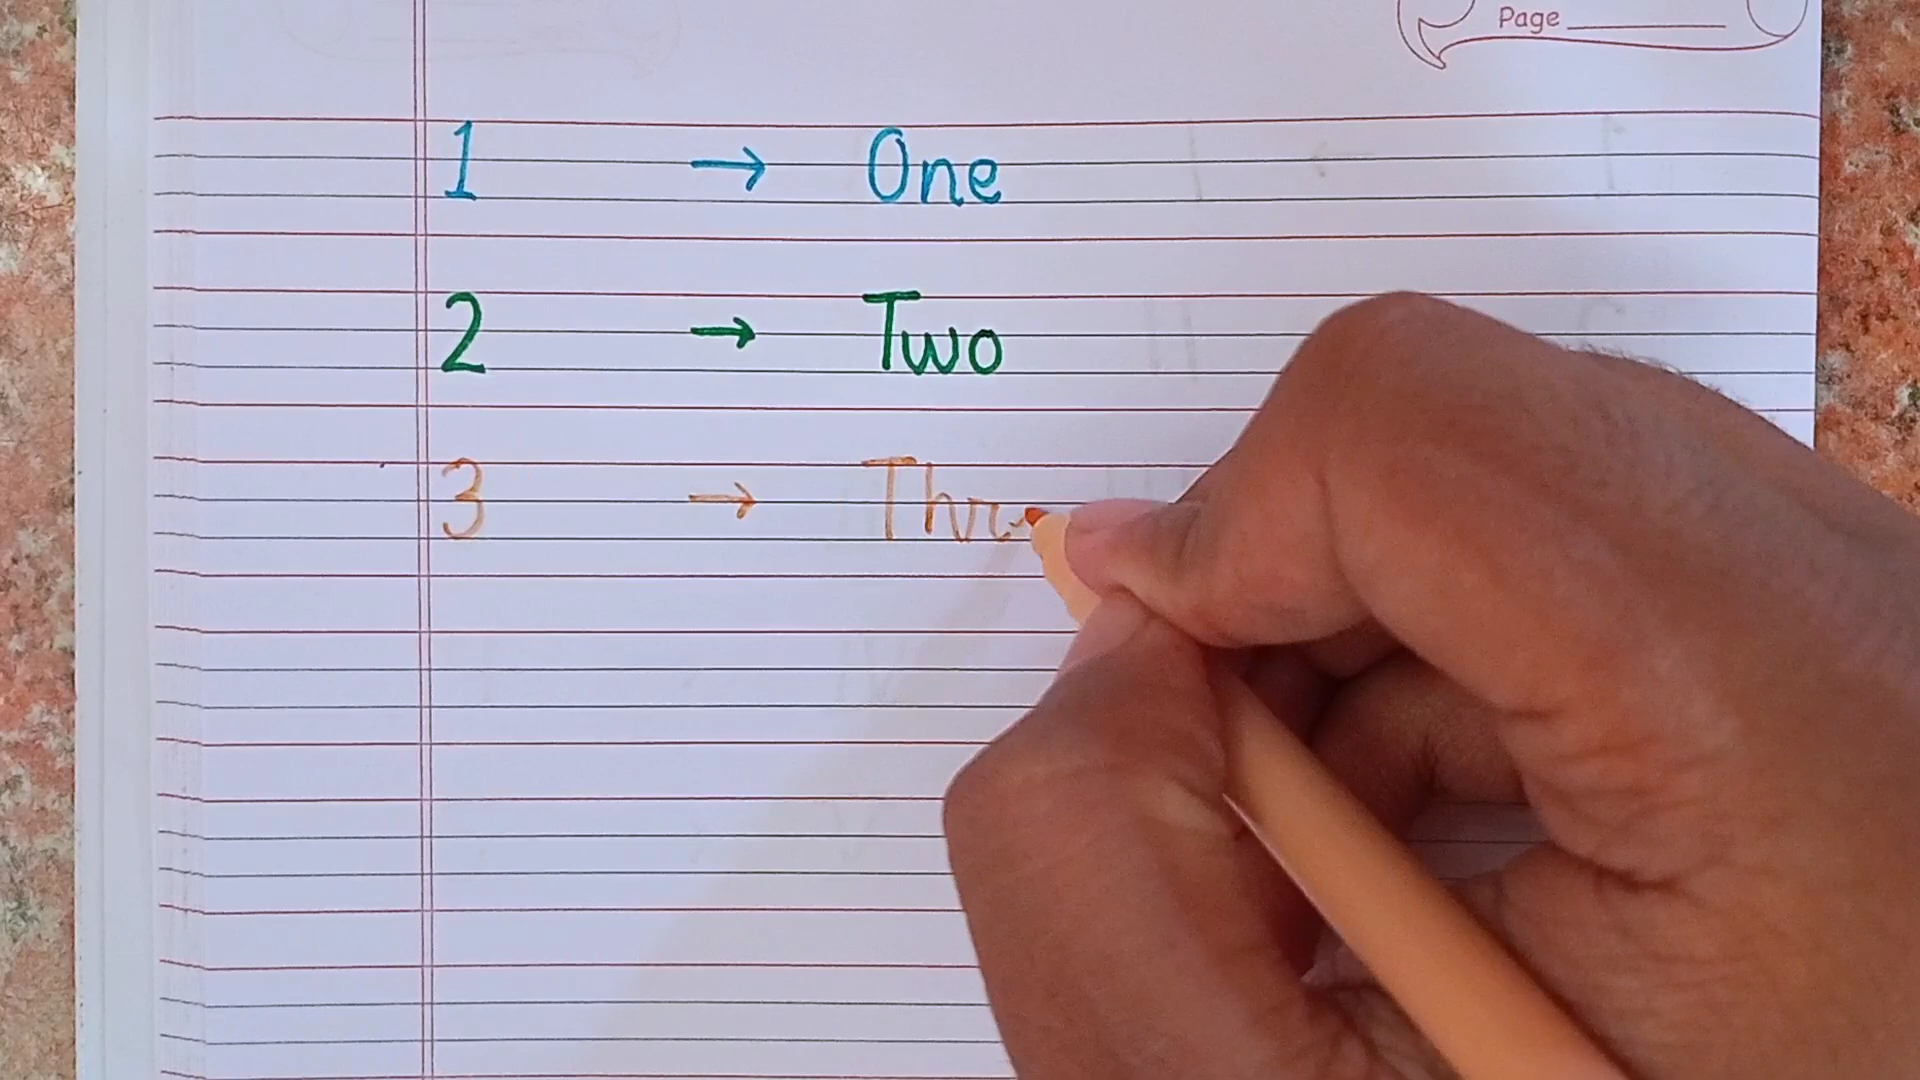 Page
1 → One
2 → Two
3 → Thr